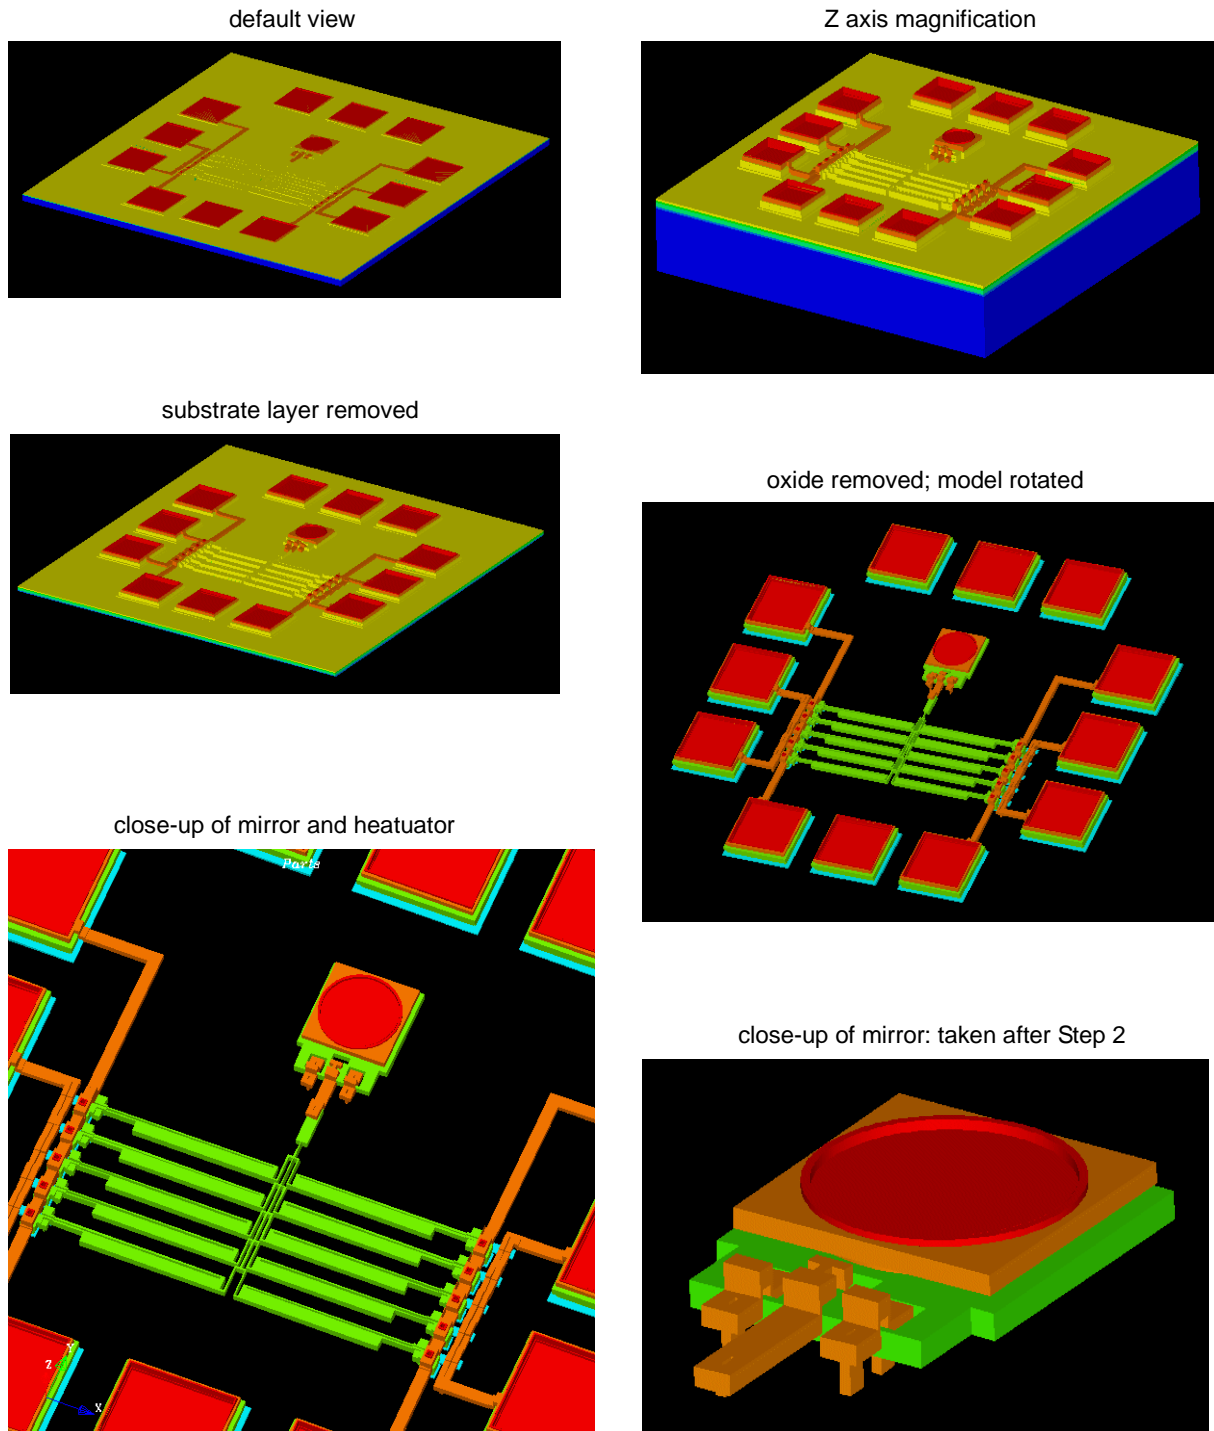 default view
Z axis magnification
substrate layer removed
oxide removed; model rotated
close-up of mirror and heatuator
Ports
close-up of mirror: taken after Step 2
Y
Z
X